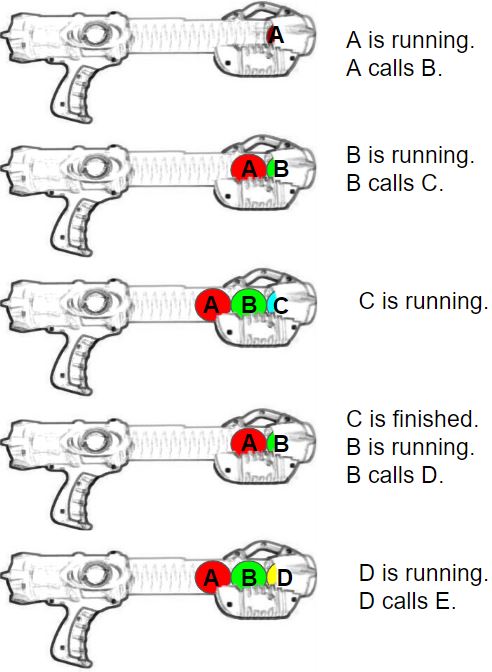 A
A is running.
A calls B.
A B
B is running.
B calls C.
A B C
C is running.
A B
C is finished.
B is running.
B calls D.
A B D
D is running.
D calls E.